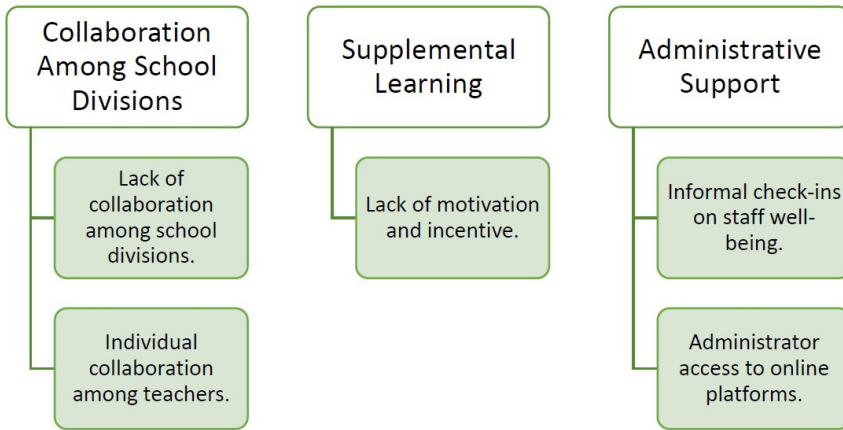 Collaboration
Among School
Divisions
Lack of
collaboration
among school
divisions.
Individual
collaboration
among teachers.
Supplemental
Learning
Lack of motivation
and incentive.
Administrative
Support
Informal check-ins
on staff well-
being.
Administrator
access to online
platforms.